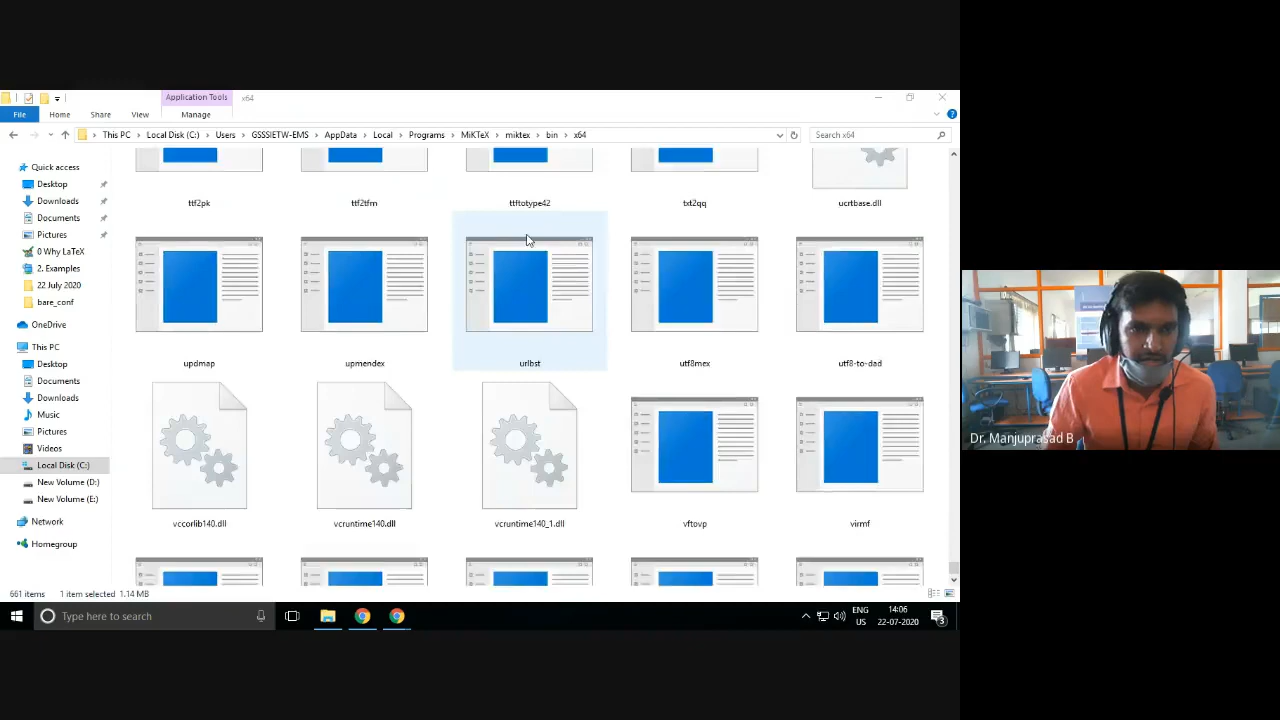 Application Tools
x64
File
Home
Share
View
Manage
This PC
Local Disk (C:)
Users
GSSSIETW-EMS
AppData
Local
Programs
MiKTeX
miktex
bin
x64
Search x64
Quick access
Desktop
Downloads
Documents
Pictures
0 Why LaTeX
2. Examples
22 July 2020
bare_conf
OneDrive
This PC
Desktop
Documents
Downloads
Music
Pictures
Videos
Local Disk (C:)
New Volume (D:)
New Volume (E:)
Network
Homegroup
ttf2pk
ttf2tfm
ttftotype42
txt2qq
ucrtbase.dll
updmap
upmendex
urlbst
utf8mex
utf8-to-dad
vccorlib140.dll
vcruntime140.dll
vcruntime140_1.dll
vftovp
virmf
661 items
1 item selected 1.14 MB
Type here to search
ENG
US
14:06
22-07-2020
3
Dr. Manjuprasad B